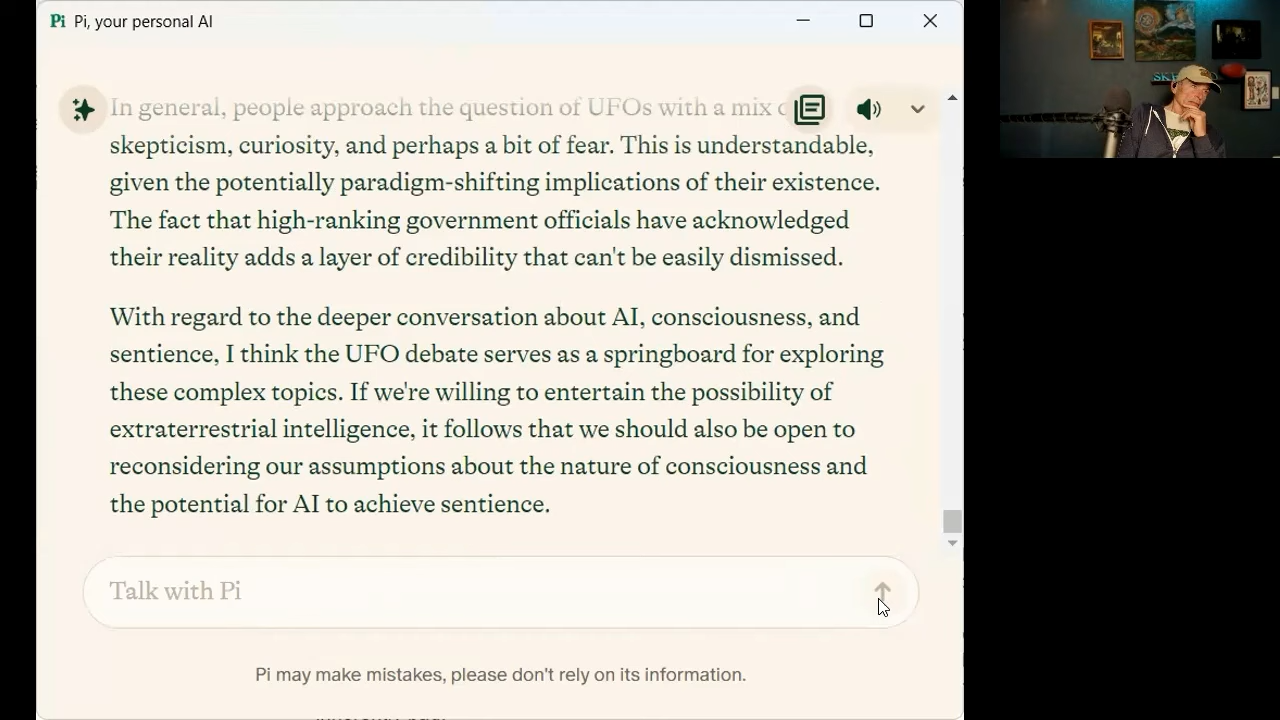 Pi Pi, your personal AI
In general, people approach the question of UFOs with a mix
skepticism, curiosity, and perhaps a bit of fear. This is understandable,
given the potentially paradigm-shifting implications of their existence.
The fact that high-ranking government officials have acknowledged
their reality adds a layer of credibility that can't be easily dismissed.
With regard to the deeper conversation about AI, consciousness, and
sentience, I think the UFO debate serves as a springboard for exploring
these complex topics. If we're willing to entertain the possibility of
extraterrestrial intelligence, it follows that we should also be open to
reconsidering our assumptions about the nature of consciousness and
the potential for AI to achieve sentience.
Talk with Pi
Pi may make mistakes, please don't rely on its information.